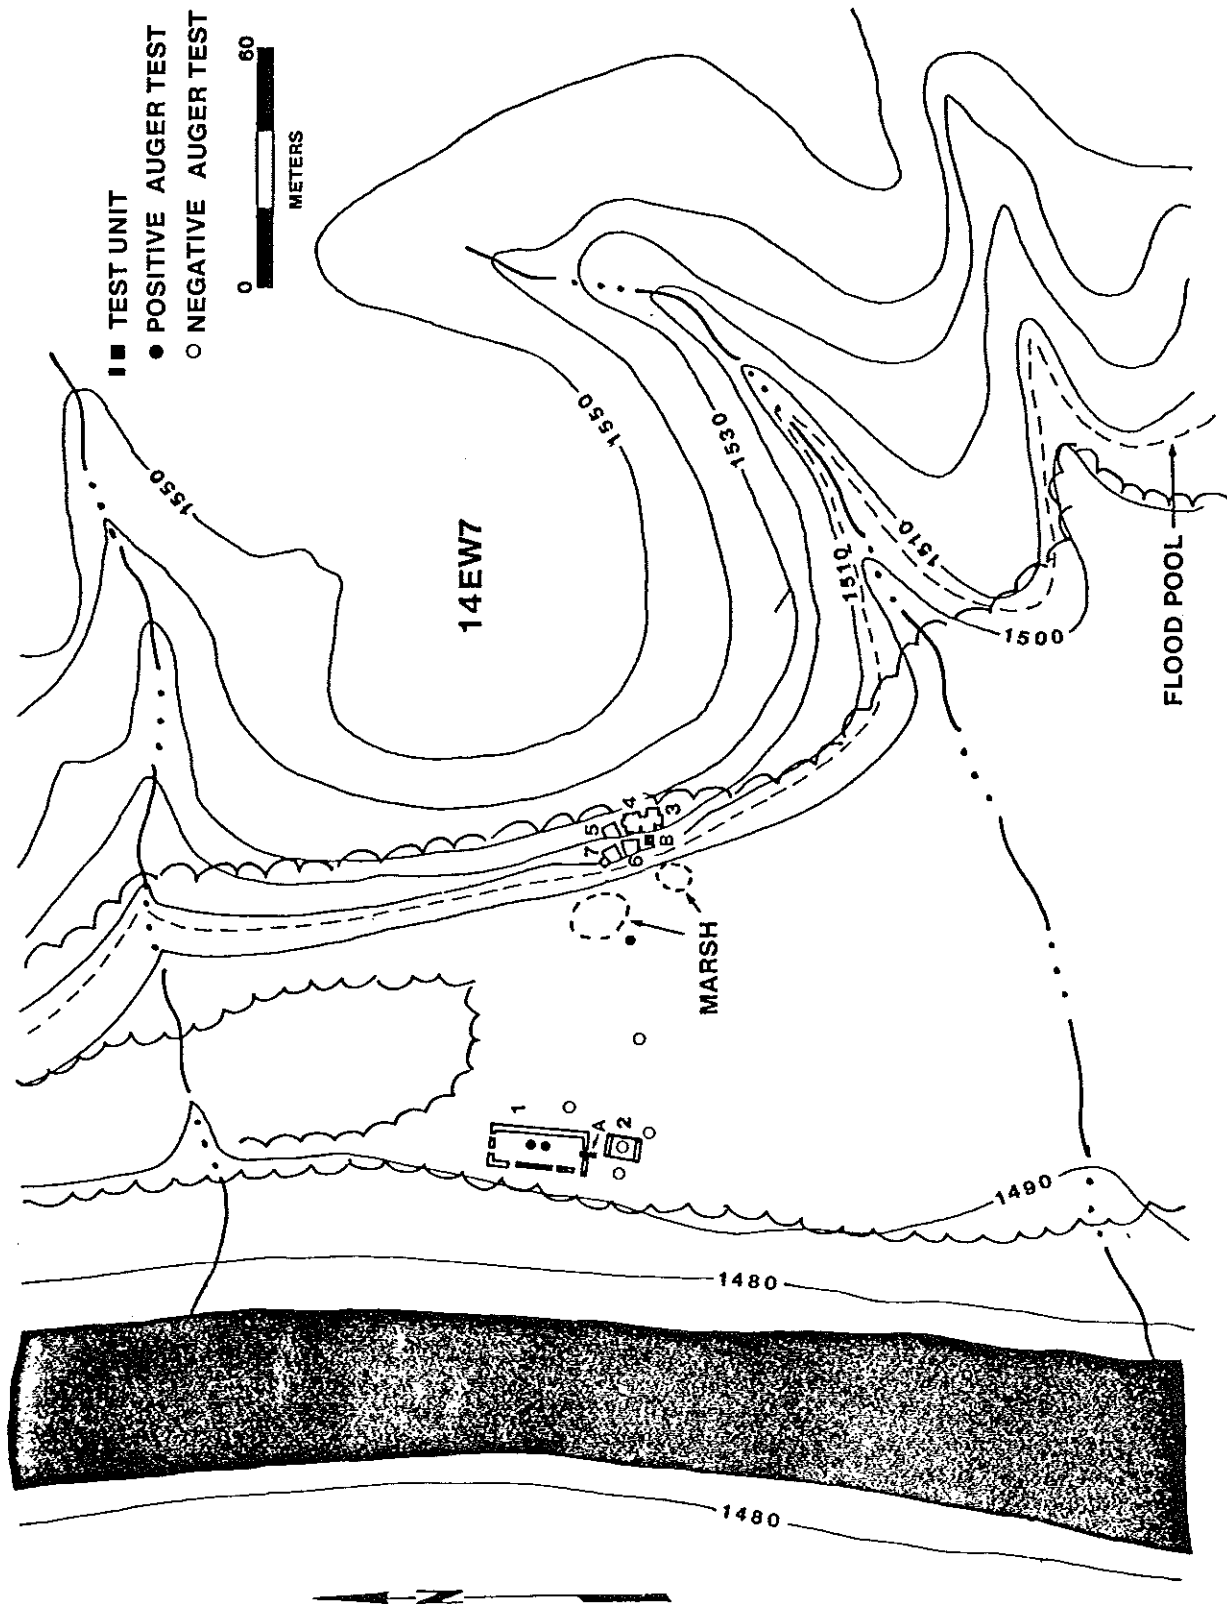 TEST UNIT
POSITIVE AUGER TEST
NEGATIVE AUGER TEST
0 60
METERS
1550
1550
1530
1510
1510
1500
14EW7
FLOOD POOL
MARSH
7
5
4
6
B
3
1
A
2
1490
1480
1480
N